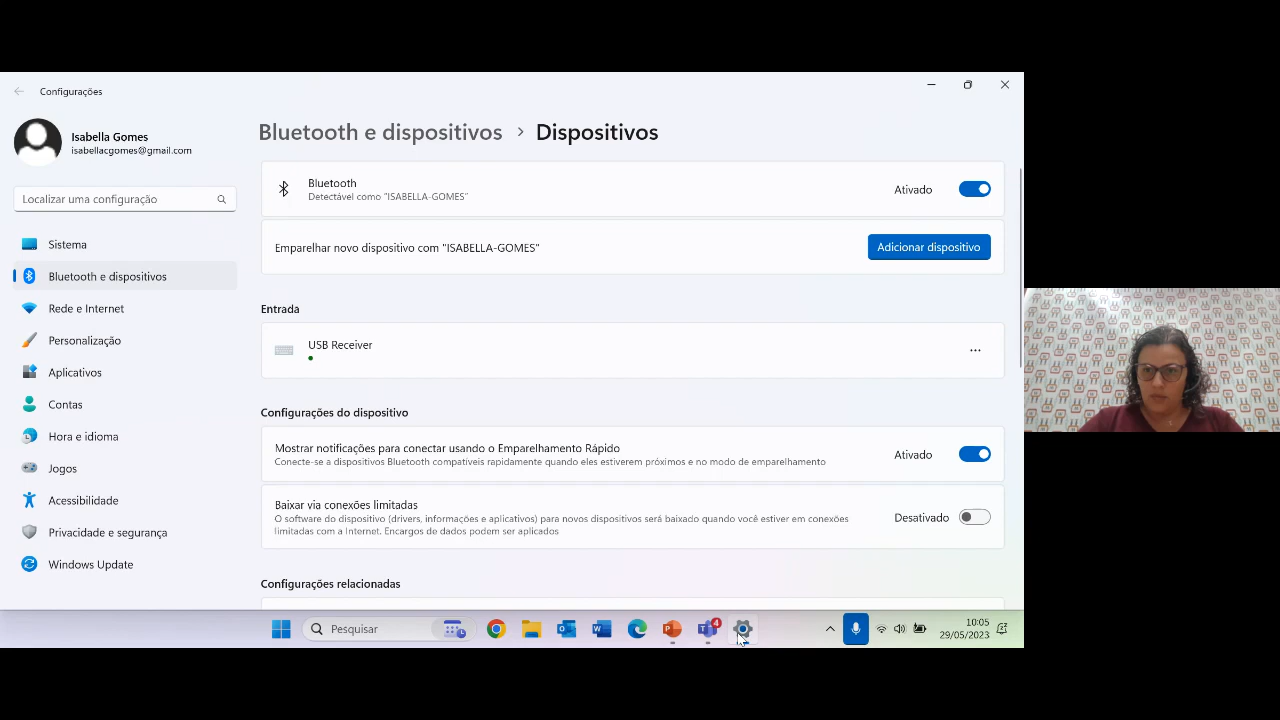 Configurações
Isabella Gomes
isabellacgomes@gmail.com
Localizar uma configuração
Sistema
Bluetooth e dispositivos
Rede e Internet
Personalização
Aplicativos
Contas
Hora e idioma
Jogos
Acessibilidade
Privacidade e segurança
Windows Update
Bluetooth e dispositivos › Dispositivos
Bluetooth
Detectável como "ISABELLA-GOMES"
Ativado
Emparelhar novo dispositivo com "ISABELLA-GOMES"
Adicionar dispositivo
Entrada
USB Receiver
Configurações do dispositivo
Mostrar notificações para conectar usando o Emparelhamento Rápido
Conecte-se a dispositivos Bluetooth compatíveis rapidamente quando eles estiverem próximos e no modo de emparelhamento
Ativado
Baixar via conexões limitadas
O software do dispositivo (drivers, informações e aplicativos) para novos dispositivos será baixado quando você estiver em conexões
limitadas com a Internet. Encargos de dados podem ser aplicados
Desativado
Configurações relacionadas
Pesquisar
4
10:05
29/05/2023